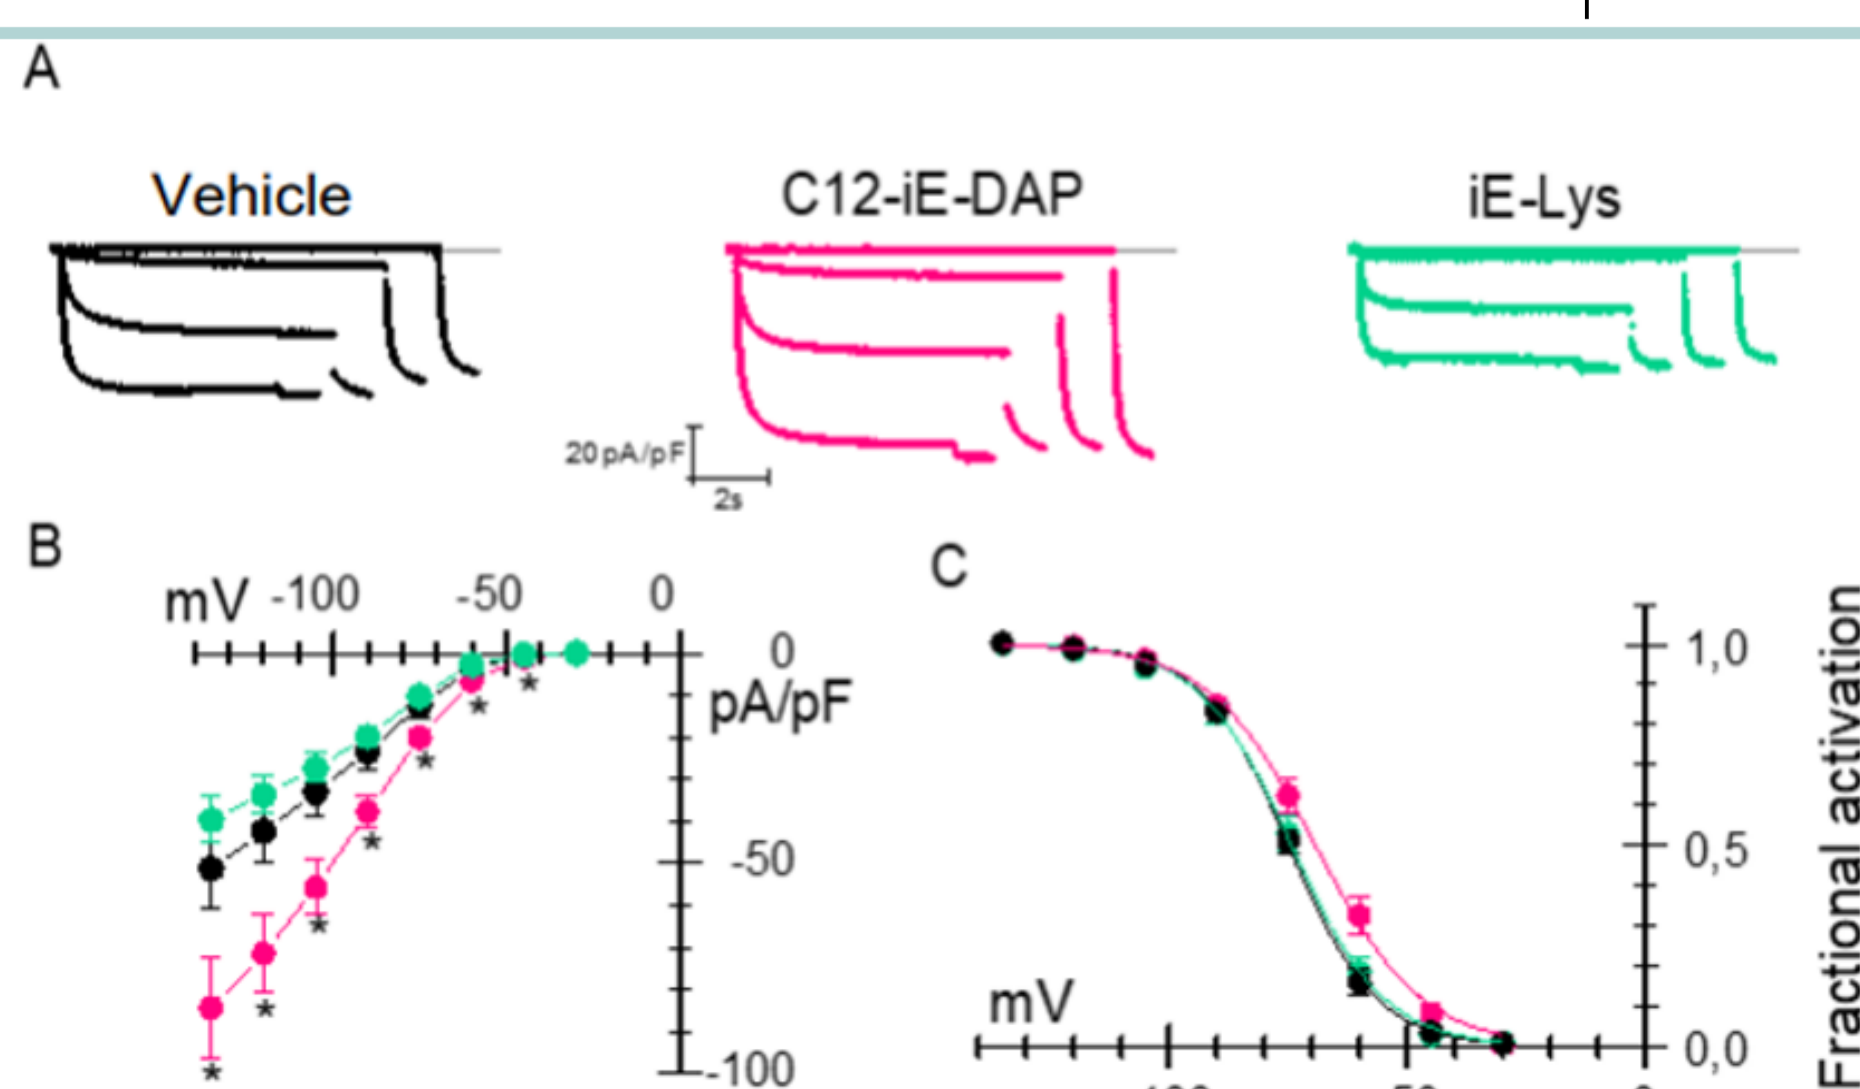 A
Vehicle
C12-iE-DAP
iE-Lys
20 pA/pF
2s
B
mV -100 -50 0
0
pA/pF
-50
-100
*
*
*
*
*
*
*
C
mV
1,0
0,5
0,0
Fractional activation